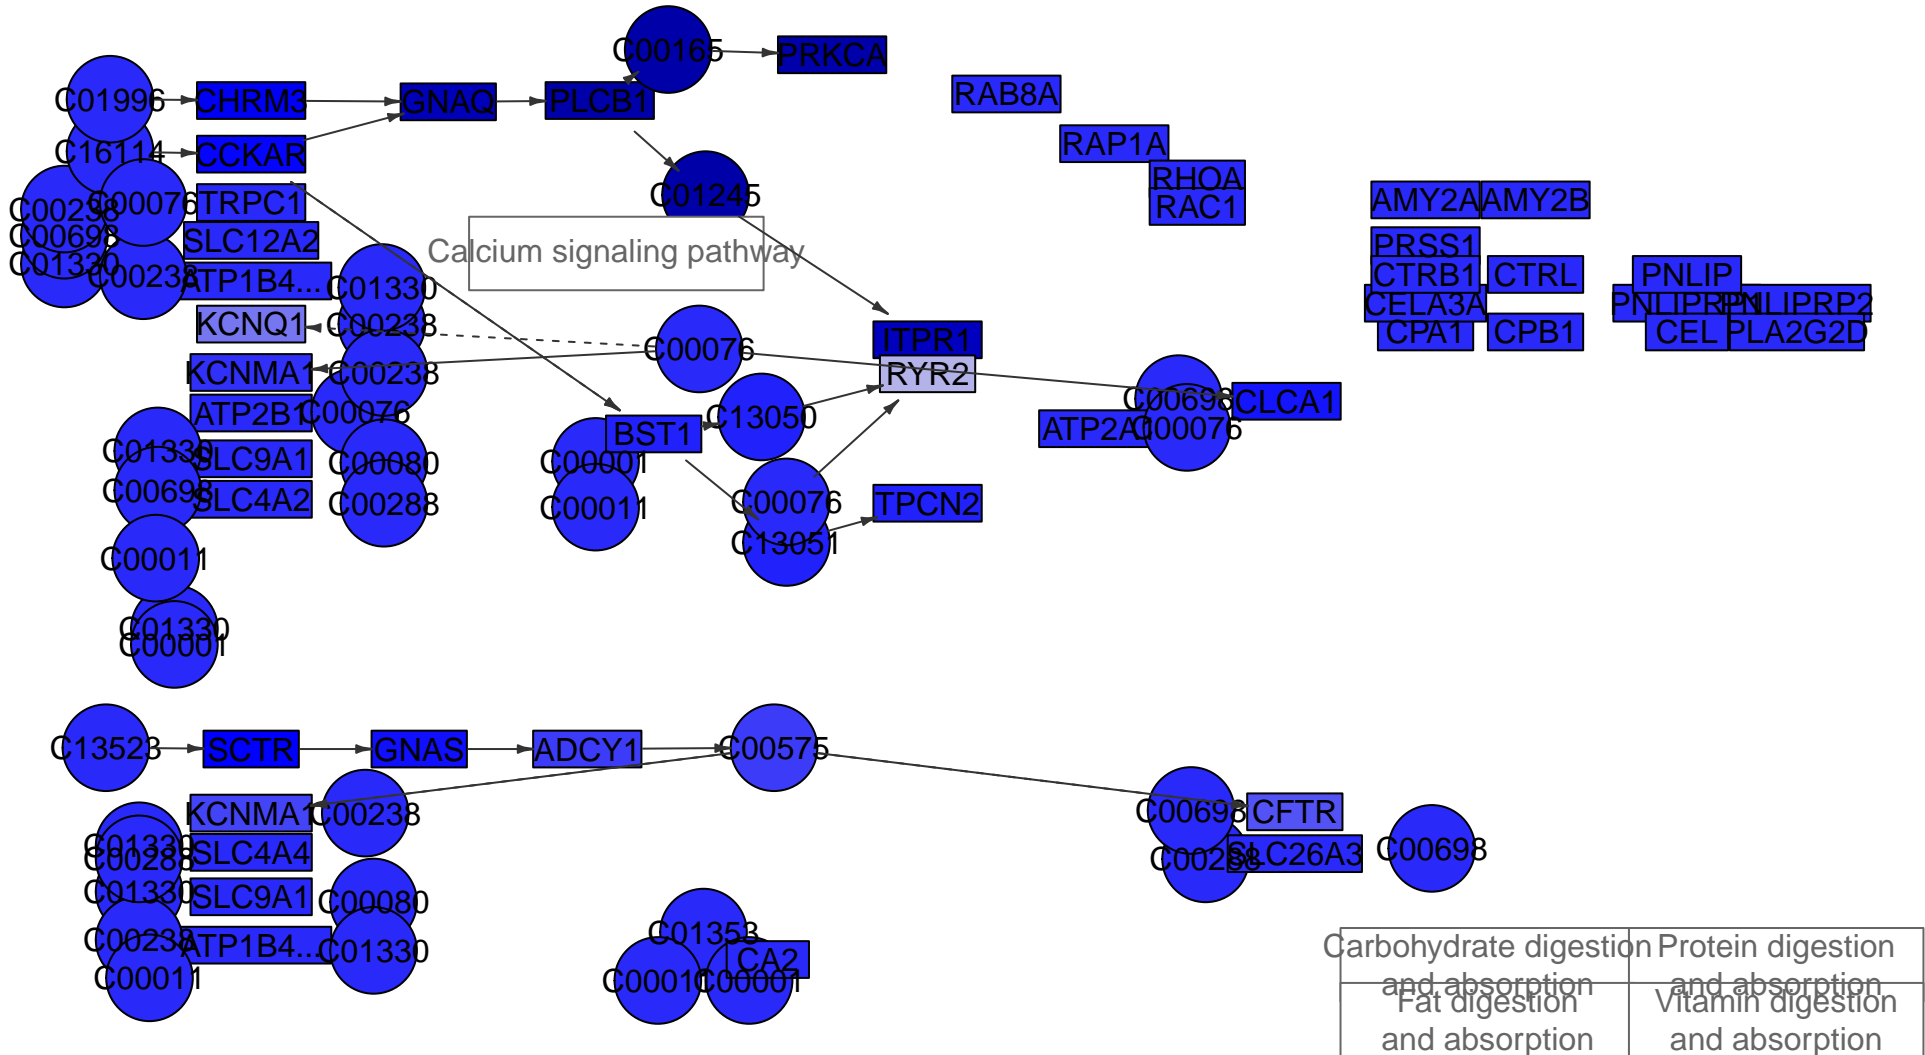 C00165
PRKCA
C01996
CHRM3
GNAQ
PLCB1
RAB8A
C16114
CCKAR
RAP1A
C00238
C00076
TRPC1
C01245
RHOA
RAC1
AMY2A
AMY2B
C00698
SLC12A2
Calcium signaling pathway
PRSS1
C01330
C00238
ATP1B4...
C01330
CTRB1
CTRL
PNLIP
CELA3A
PNLIPRP1
PNLIPRP2
KCNQ1
C00238
C00076
ITPR1
CPA1
CPB1
CEL
PLA2G2D
KCNMA1
C00238
RYR2
C00698
CLCA1
ATP2B1
C00076
C13050
ATP2A
C00076
C01330
SLC9A1
C00080
C00001
BST1
C00698
SLC4A2
C00288
C00011
C00076
TPCN2
C00011
C13051
C01330
C00001
C13523
SCTR
GNAS
ADCY1
C00575
KCNMA1
C00238
C00698
CFTR
C01330
C00288
SLC4A4
C00288
SLC26A3
C00698
C01330
SLC9A1
C00080
C00238
ATP1B4...
C01330
C01353
CA2
C00011
C00011
C00001
Carbohydrate digestion
and absorption
Protein digestion
and absorption
Fat digestion
and absorption
Vitamin digestion
and absorption